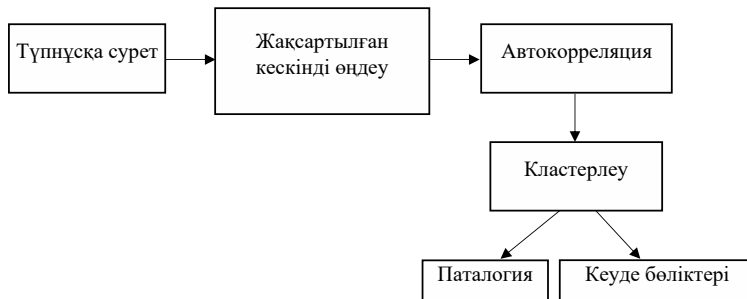 Түпнұсқа сурет
Жақсартылған
кескінді өңдеу
Автокорреляция
Кластерлеу
Паталогия
Кеуде бөліктері